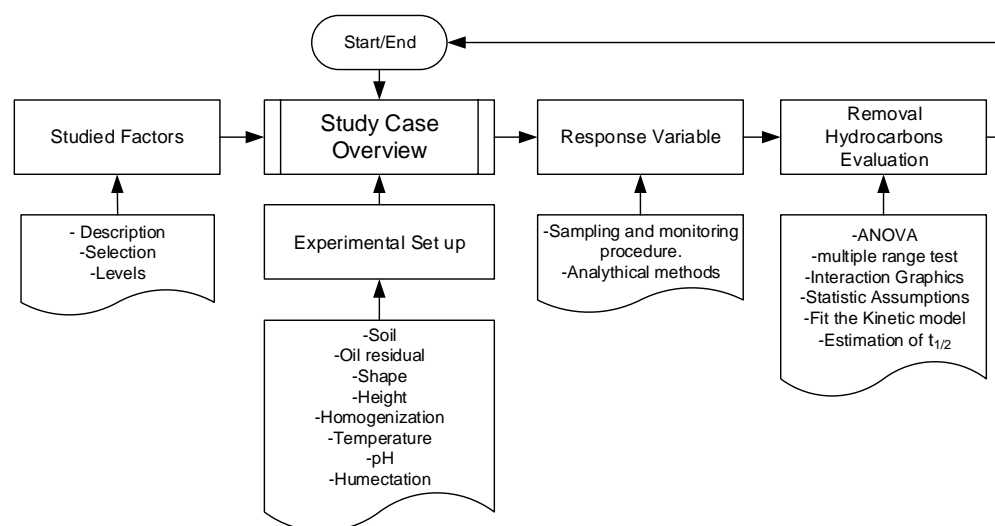 Start/End
Studied Factors
Study Case
Overview
Response Variable
Removal
Hydrocarbons
Evaluation
- Description
-Selection
-Levels
Experimental Set up
-Sampling and monitoring
procedure.
-Analythical methods
-ANOVA
-multiple range test
-Interaction Graphics
-Statistic Assumptions
-Fit the Kinetic model
-Estimation of t1/2
-Soil
-Oil residual
-Shape
-Height
-Homogenization
-Temperature
-pH
-Humectation